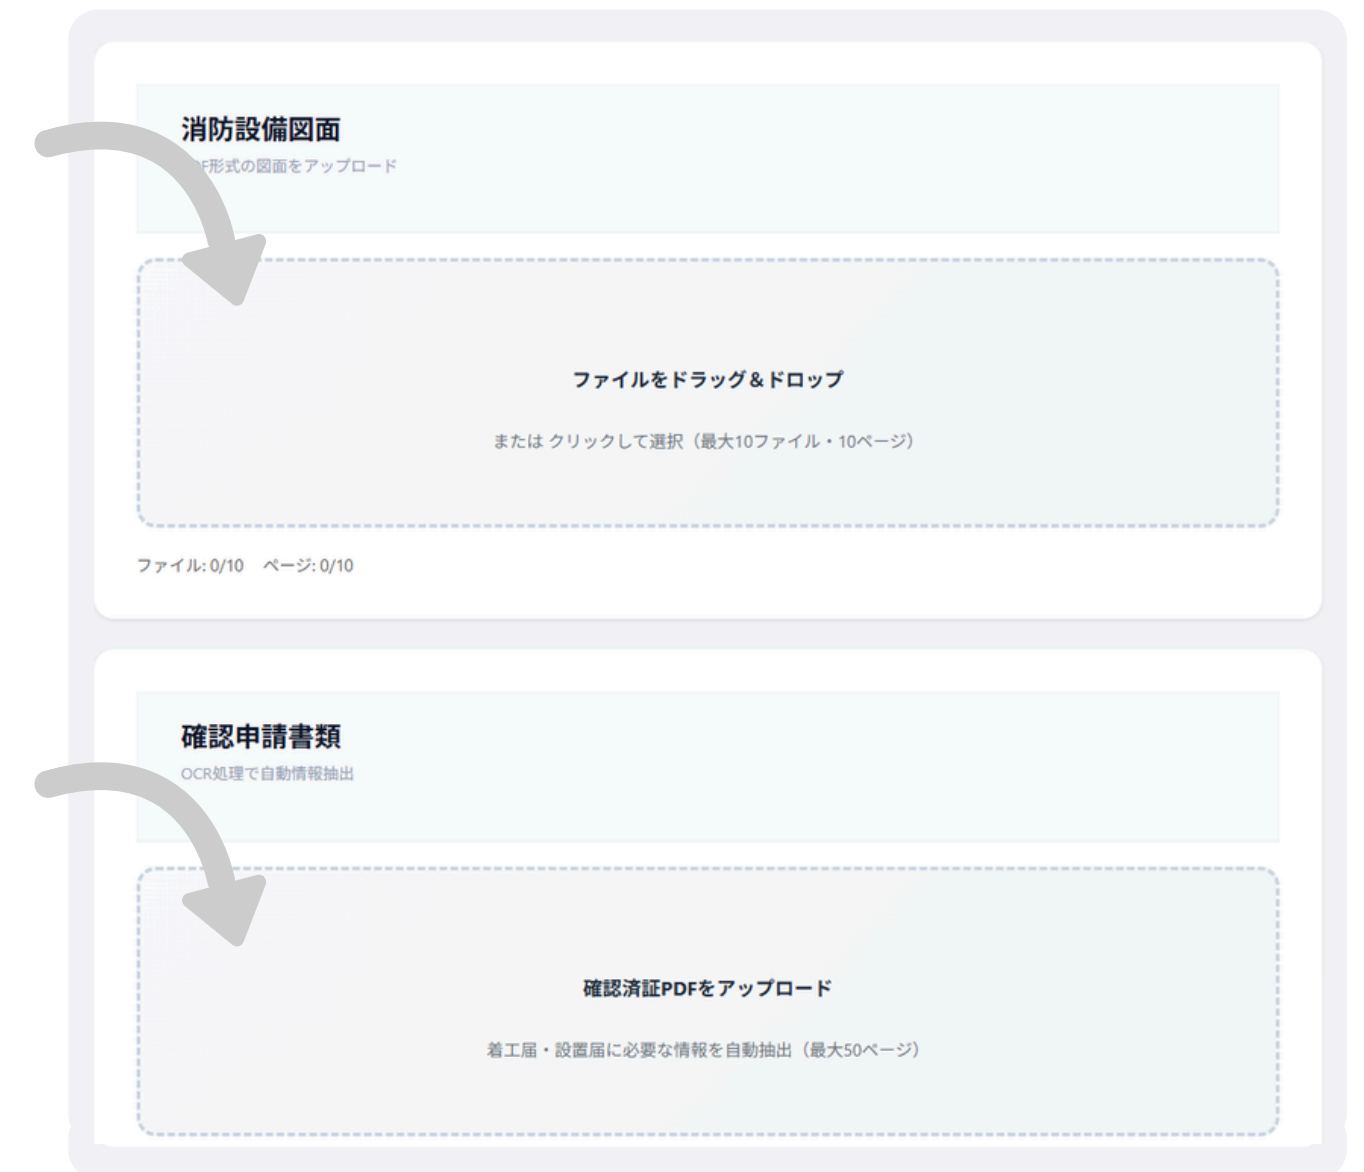 消防設備図面
F形式の図面をアップロード
ファイルをドラッグ＆ドロップ
または クリックして選択（最大10ファイル・10ページ）
ファイル: 0/10 ページ: 0/10
確認申請書類
OCR処理で自動情報抽出
確認済証PDFをアップロード
着工届・設置届に必要な情報を自動抽出（最大50ページ）